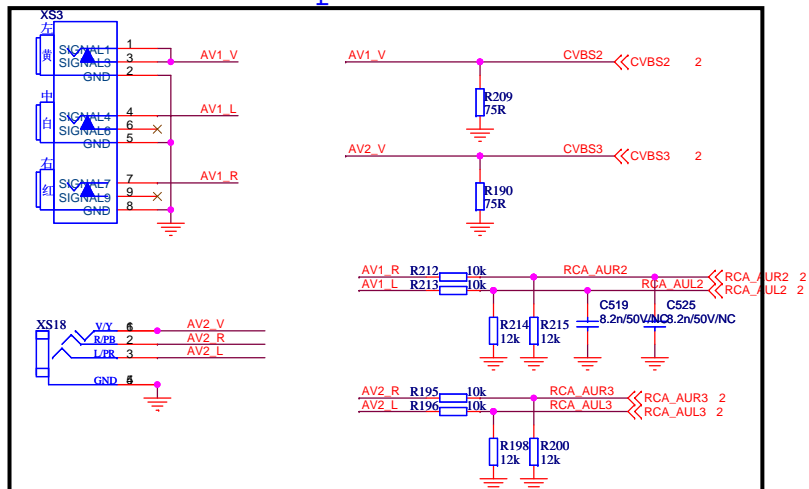 1
XS3
左
黄
SIGNAL1 1
SIGNAL3 3
GND 2
AV1_V
中
白
SIGNAL4 4
SIGNAL6 6
GND 5
AV1_L
右
红
SIGNAL7 7
SIGNAL9 9
GND 8
AV1_R
AV1_V CVBS2 CVBS2 2
R209
75R
AV2_V CVBS3 CVBS3 2
R190
75R
AV1_R R212 10k RCA_AUR2 RCA_AUR2 2
AV1_L R213 10k RCA_AUL2 RCA_AUL2 2
R214
12k
R215
12k
C519
8.2n/50V/NC
C525
8.2n/50V/NC
XS18
V/Y AV2_V
R/PB 2 AV2_R
L/PR 3 AV2_L
GND
AV2_R R195 10k RCA_AUR3 RCA_AUR3 2
AV2_L R196 10k RCA_AUL3 RCA_AUL3 2
R198
12k
R200
12k